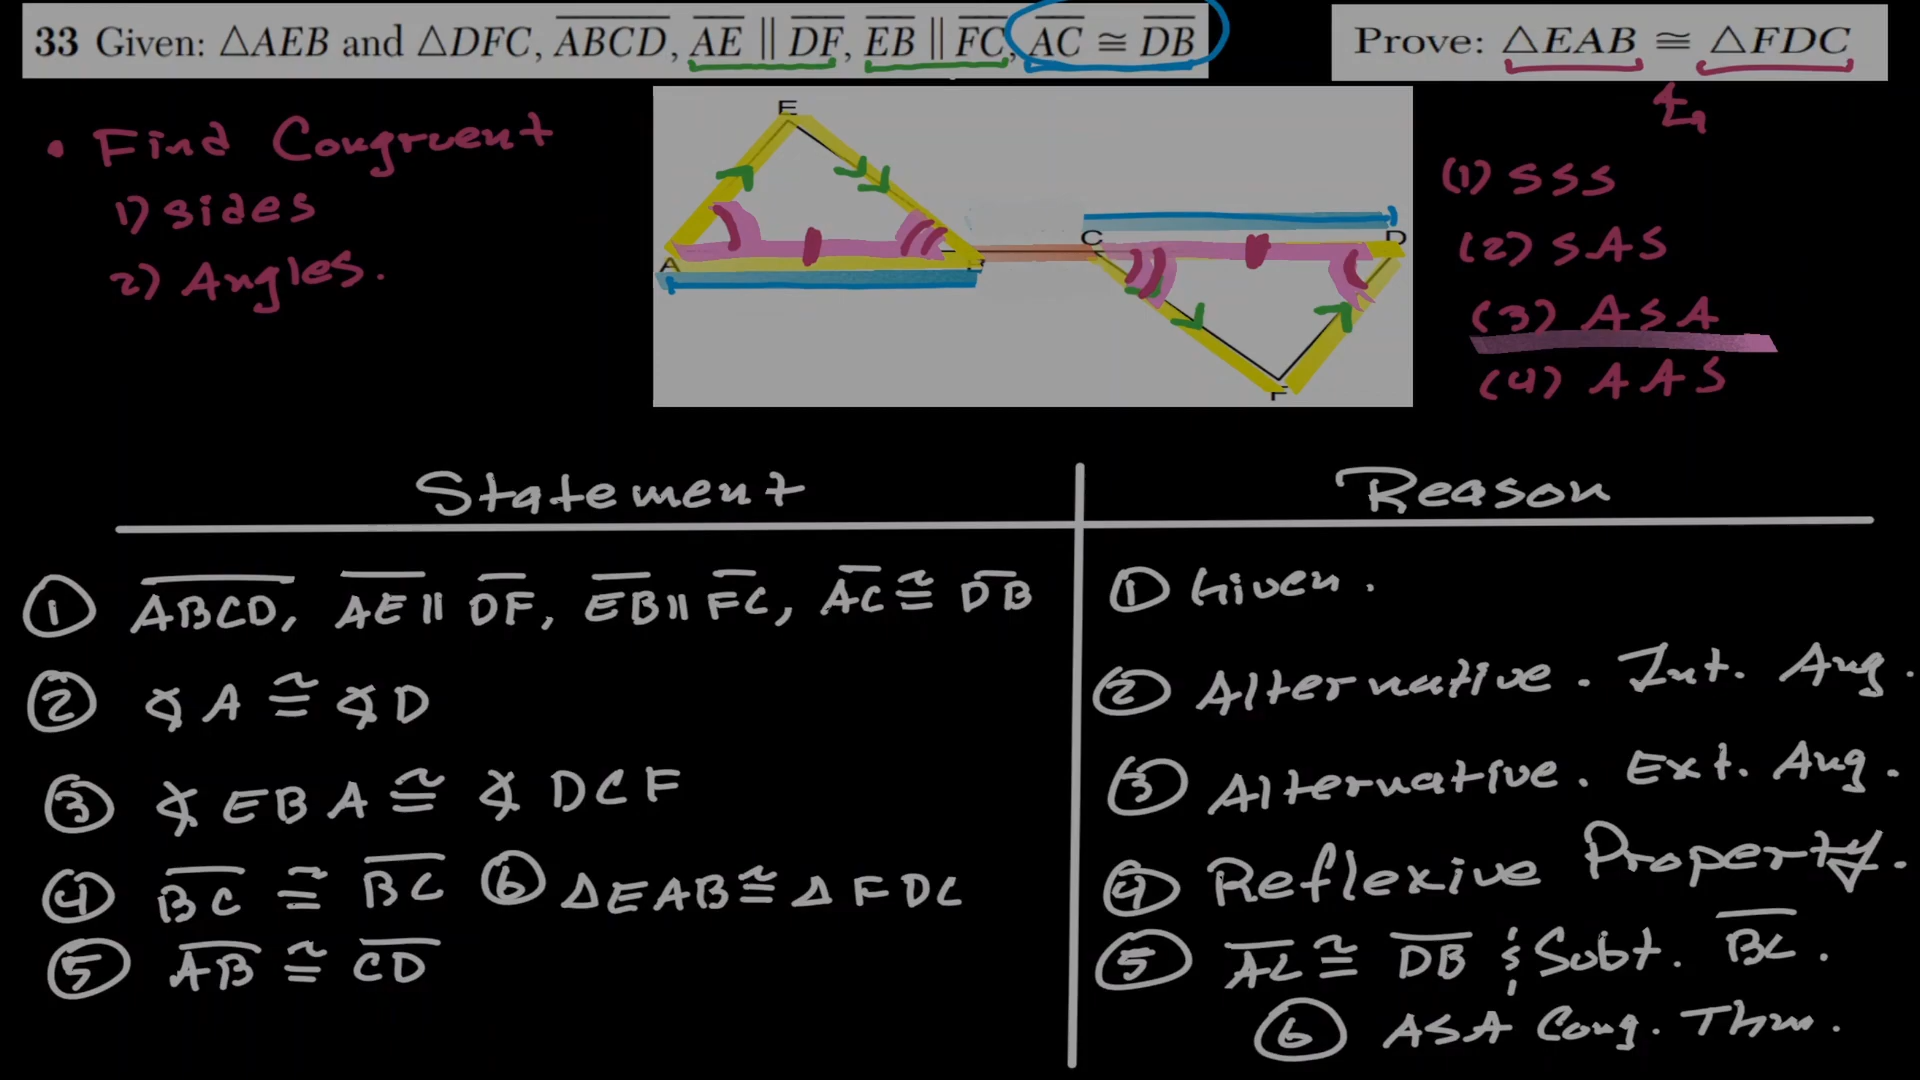 33 Given: △AEB and △DFC, ABCD, AE ∥ DF, EB ∥ FC, AC ≅ DB
Prove: △EAB ≅ △FDC
• Find Congruent
1) sides
2) Angles.
E
A
B
C
D
F
(1) SSS
(2) SAS
(3) ASA
(4) AAS
Statement
Reason
① ABCD, AE ∥ DF, EB ∥ FC, AC ≅ DB
① Given.
② ∢A ≅ ∢D
② Alternative. Int. Ang.
③ ∢EBA ≅ ∢DCF
③ Alternative. Ext. Ang.
④ BC ≅ BC ⑥ △EAB ≅ △FDC
④ Reflexive Property.
⑤ AB ≅ CD
⑤ AC ≅ DB & Subt. BC.
⑥ ASA Cong. Thm.